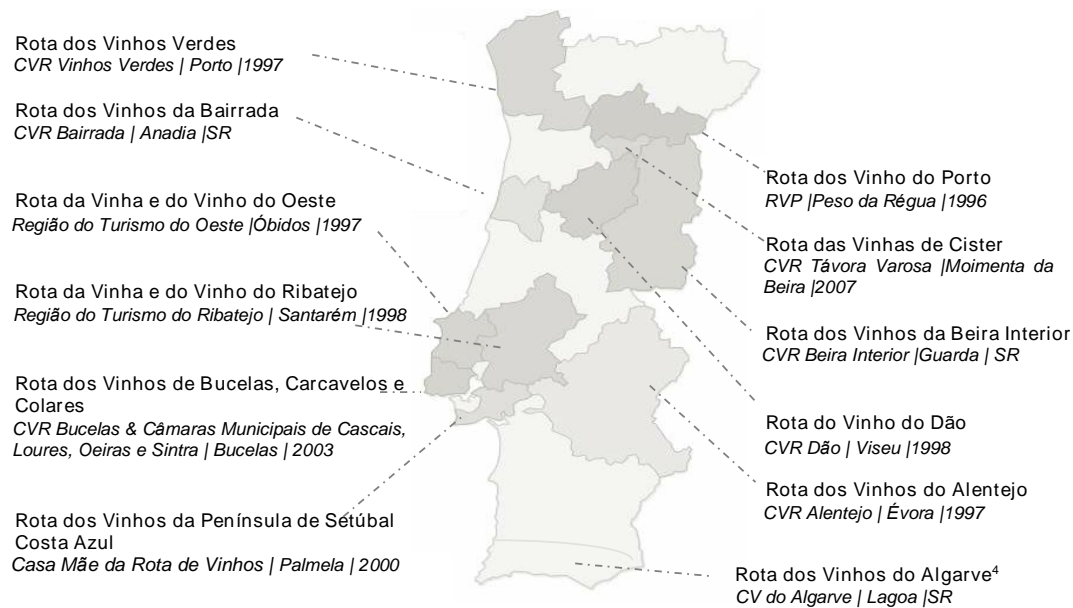 Rota dos Vinhos Verdes
CVR Vinhos Verdes | Porto |1997
Rota dos Vinhos da Bairrada
CVR Bairrada | Anadia |SR
Rota da Vinha e do Vinho do Oeste
Região do Turismo do Oeste |Óbidos |1997
Rota da Vinha e do Vinho do Ribatejo
Região do Turismo do Ribatejo | Santarém |1998
Rota dos Vinhos de Bucelas, Carcavelos e
Colares
CVR Bucelas & Câmaras Municipais de Cascais,
Loures, Oeiras e Sintra | Bucelas | 2003
Rota dos Vinhos da Península de Setúbal
Costa Azul
Casa Mãe da Rota de Vinhos | Palmela | 2000
Rota dos Vinho do Porto
RVP |Peso da Régua |1996
Rota das Vinhas de Cister
CVR Távora Varosa |Moimenta da
Beira |2007
Rota dos Vinhos da Beira Interior
CVR Beira Interior |Guarda | SR
Rota do Vinho do Dão
CVR Dão | Viseu |1998
Rota dos Vinhos do Alentejo
CVR Alentejo | Évora |1997
Rota dos Vinhos do Algarve⁴
CV do Algarve | Lagoa |SR